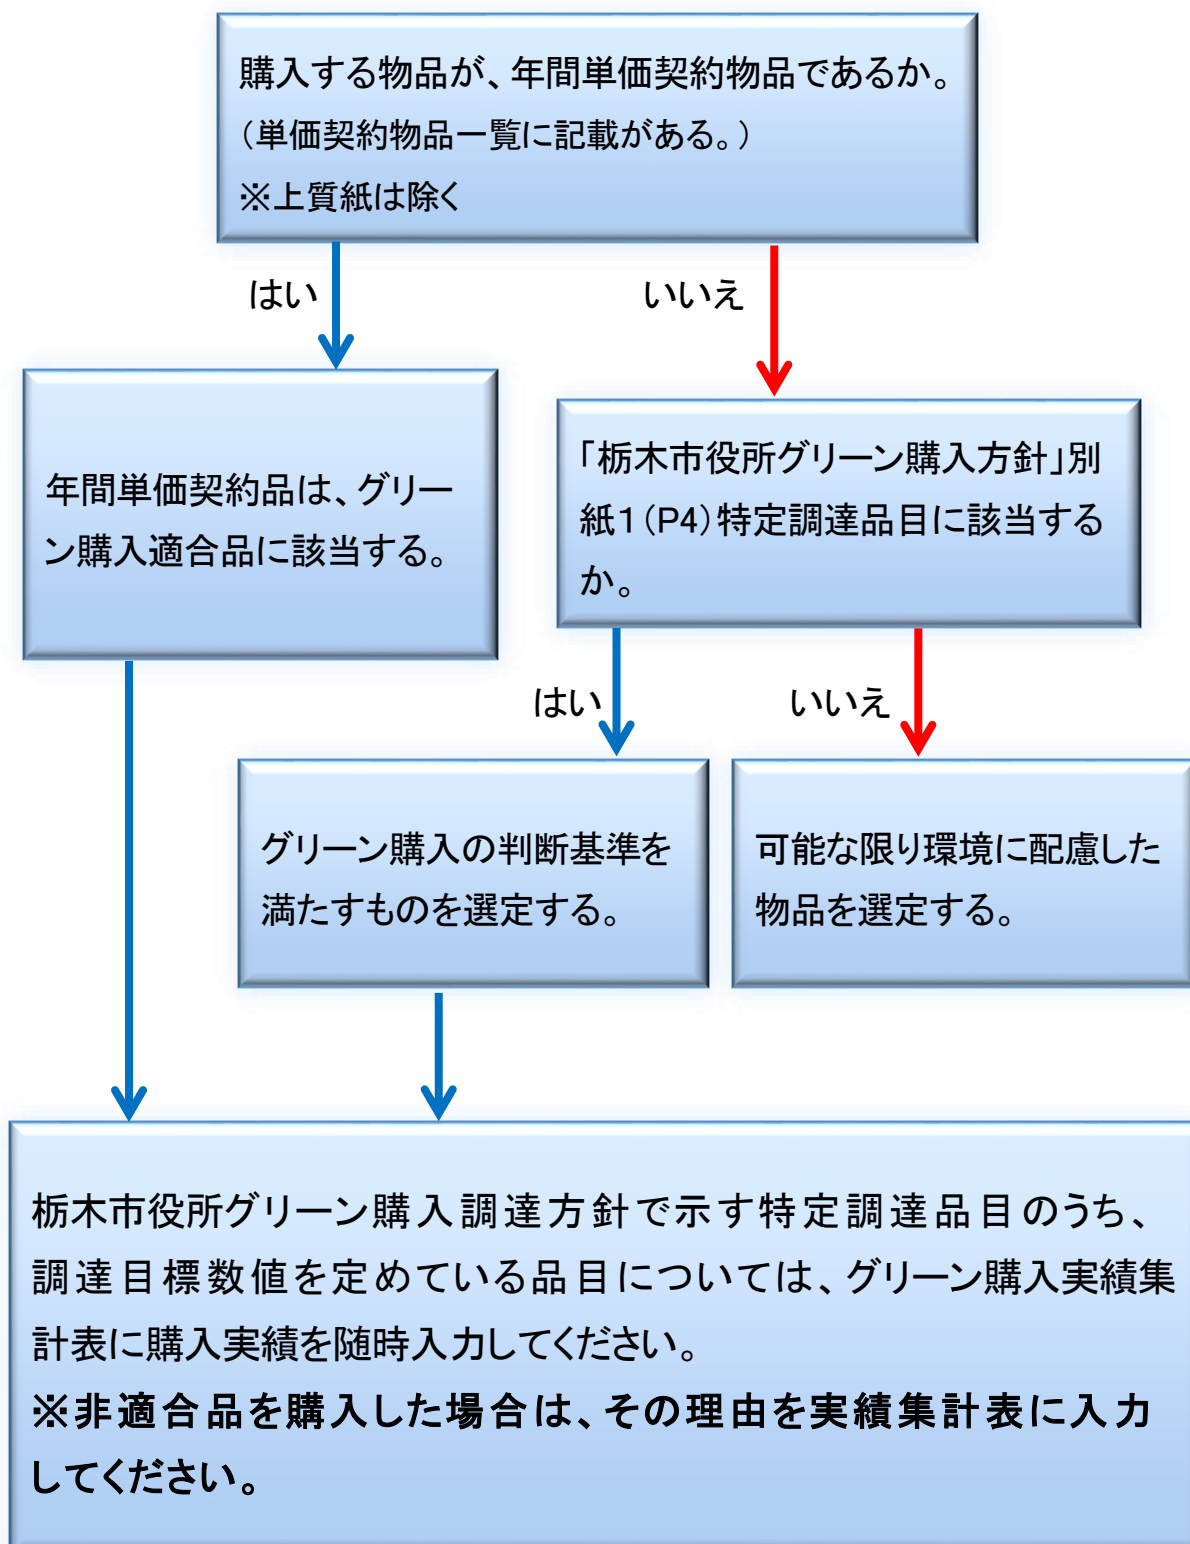 購入する物品が、年間単価契約物品であるか。
（単価契約物品一覧に記載がある。）
※上質紙は除く
はい
いいえ
年間単価契約品は、グリー
ン購入適合品に該当する。
「栃木市役所グリーン購入方針」別
紙１（P4）特定調達品目に該当する
か。
はい
いいえ
グリーン購入の判断基準を
満たすものを選定する。
可能な限り環境に配慮した
物品を選定する。
栃木市役所グリーン購入調達方針で示す特定調達品目のうち、
調達目標数値を定めている品目については、グリーン購入実績集
計表に購入実績を随時入力してください。
※非適合品を購入した場合は、その理由を実績集計表に入力
してください。